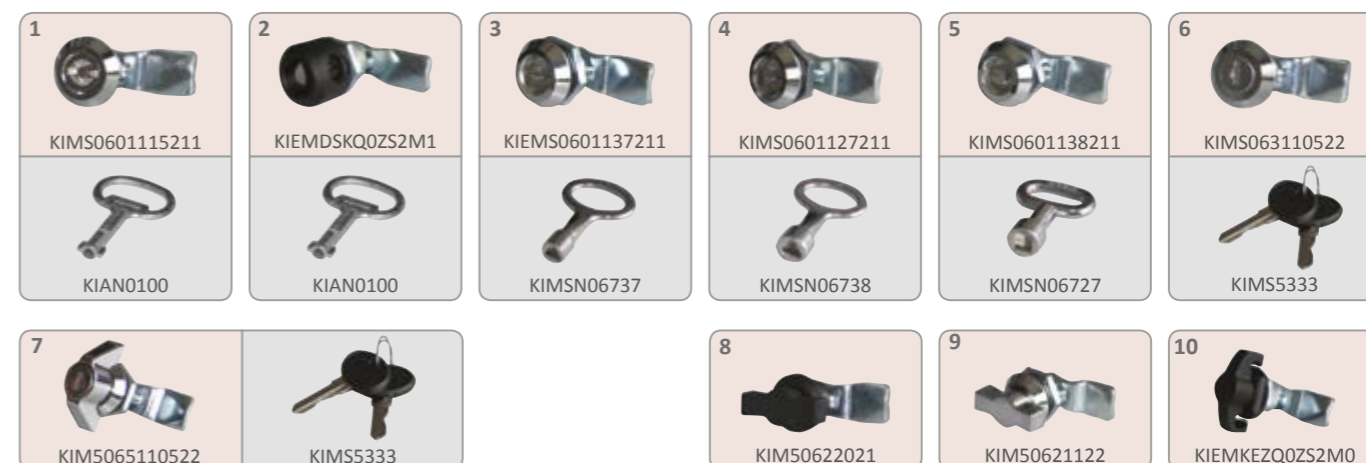 1 2 3 4 5 6
KIMS0601115211 KIEMDSKQ0ZS2M1 KIEMS0601137211 KIMS0601127211 KIMS0601138211 KIMS063110522
KIAN0100 KIAN0100 KIMSN06737 KIMSN06738 KIMSN06727 KIMS5333
7 8 9 10
KIM5065110522 KIMS5333 KIM50622021 KIM50621122 KIEMKEZQ0ZS2M0